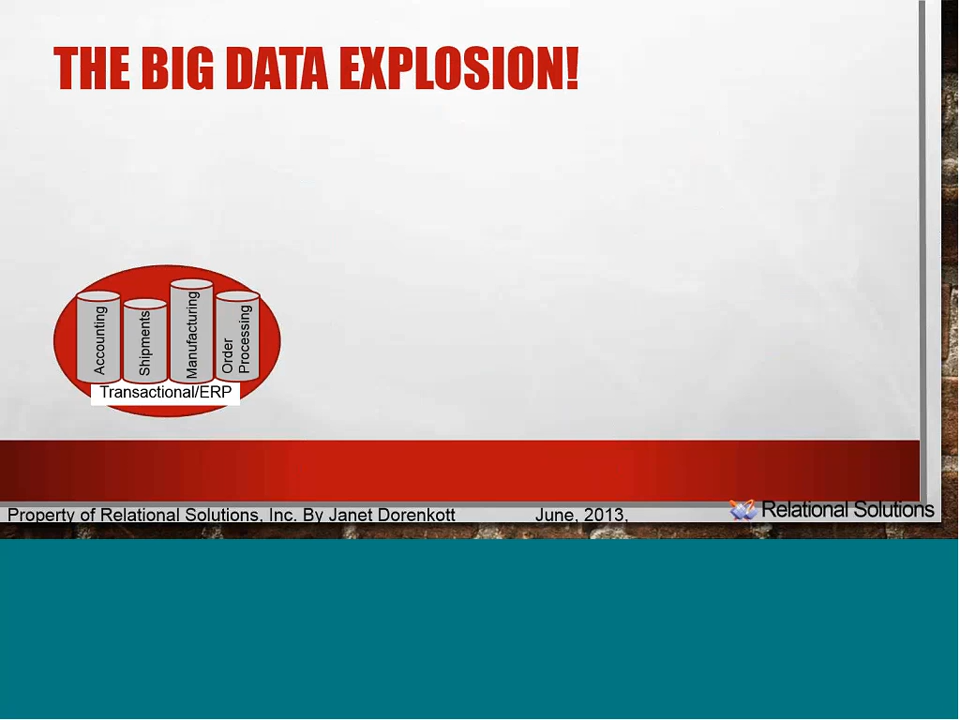 THE BIG DATA EXPLOSION!
Accounting
Shipments
Manufacturing
Order
Processing
Transactional/ERP
Property of Relational Solutions, Inc. By Janet Dorenkott June, 2013,
Relational Solutions